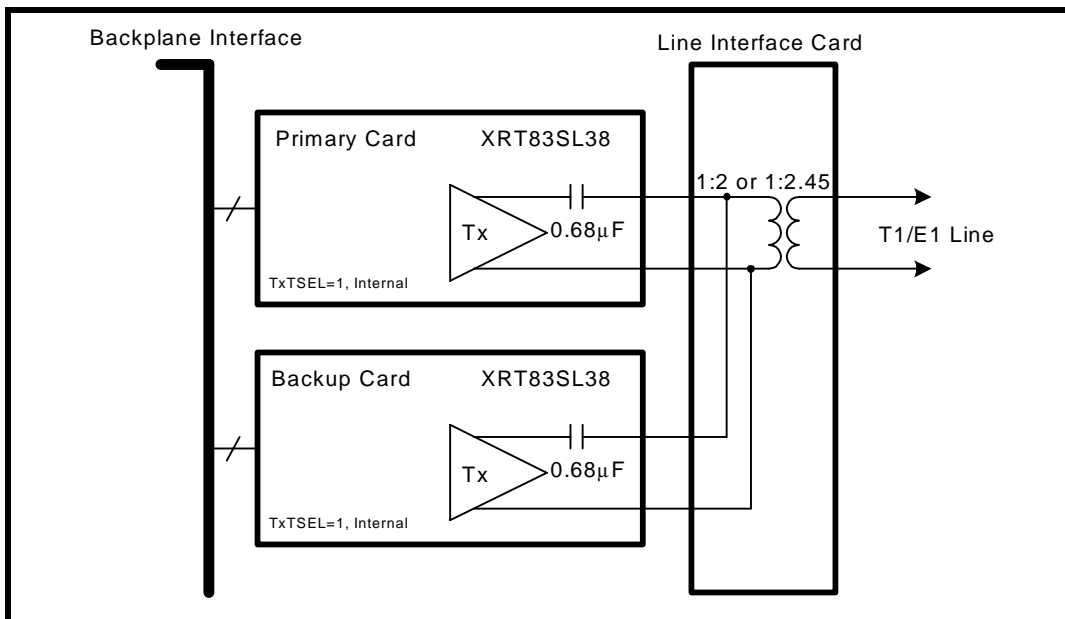 Backplane Interface
Line Interface Card
Primary Card XRT83SL38
1:2 or 1:2.45
Tx
0.68µF
T1/E1 Line
TxTSEL=1, Internal
Backup Card XRT83SL38
Tx
0.68µF
TxTSEL=1, Internal